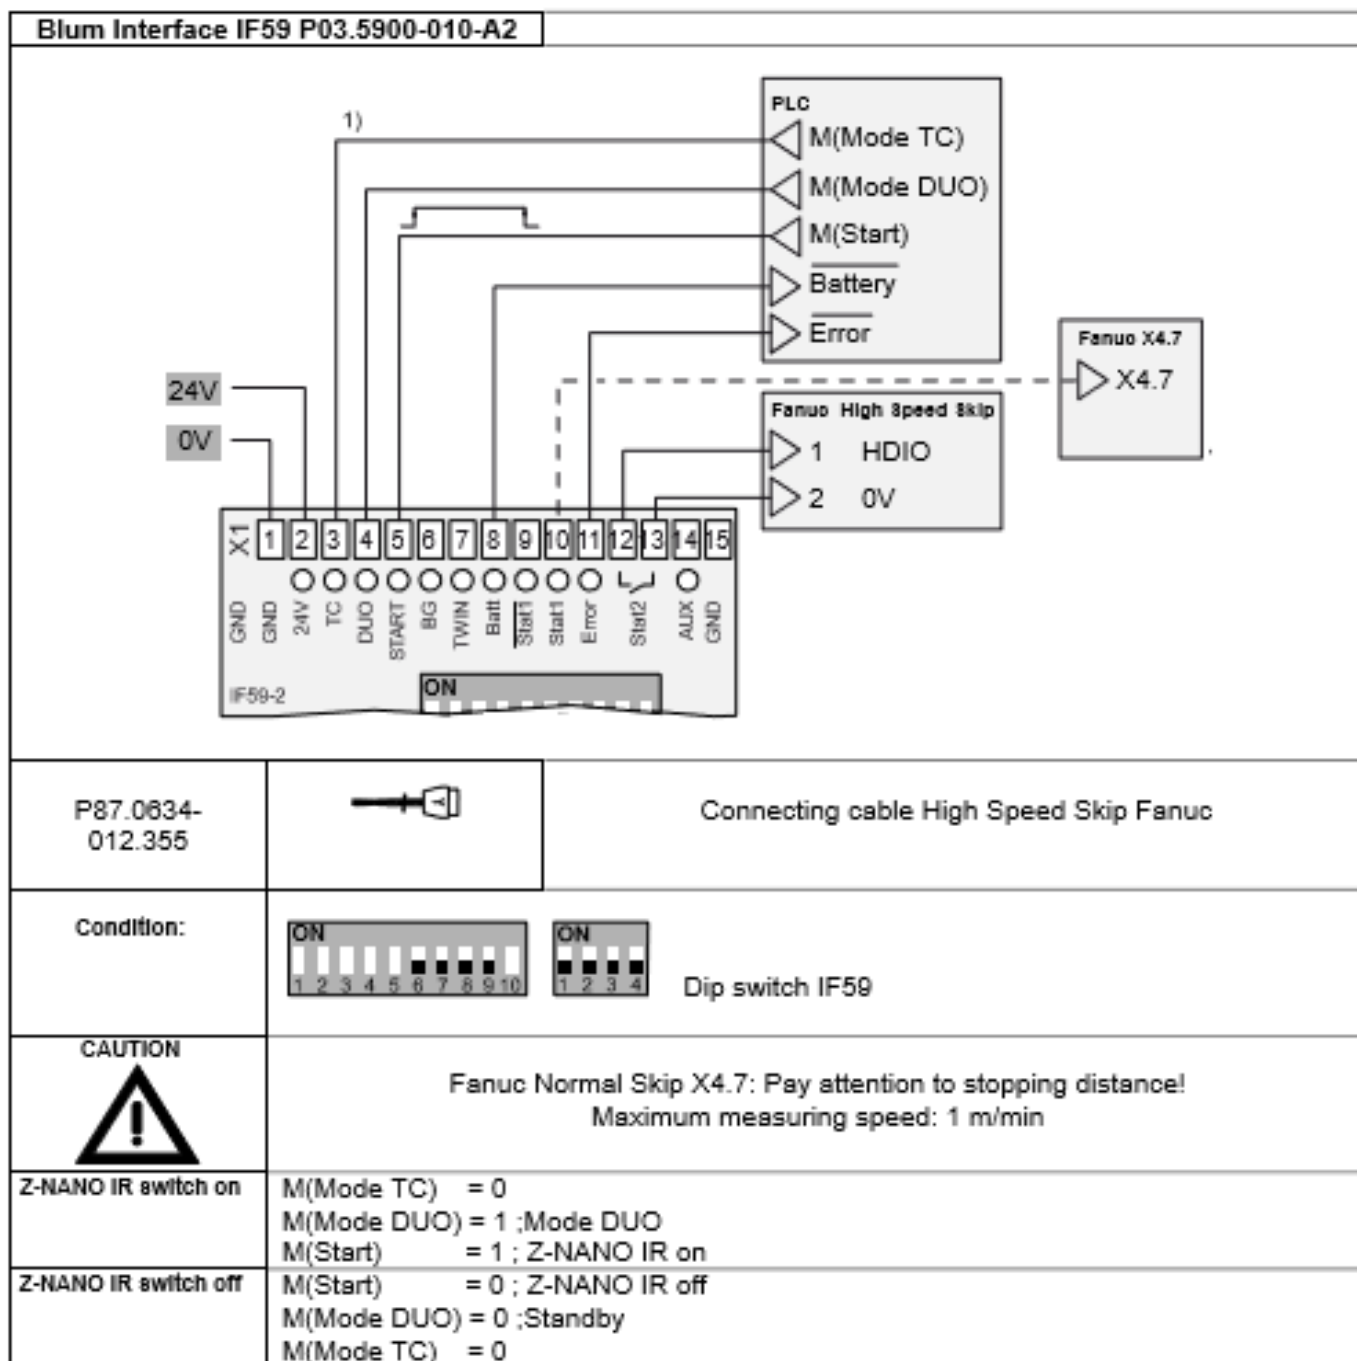 Blum Interface IF59 P03.5900-010-A2
1)
PLC
M(Mode TC)
M(Mode DUO)
M(Start)
Battery
Error
Fanuc X4.7
X4.7
24V
0V
Fanuc High Speed Skip
1 HDIO
2 0V
X1 1 2 3 4 5 6 7 8 9 10 11 12 13 14 15
GND GND 24V TC DUO START BG TWIN Batt Stat1 Stat1 Error Stat2 AUX GND
IF59-2
ON
P87.0634-
012.355
Connecting cable High Speed Skip Fanuc
Condition:
ON
1 2 3 4 5 6 7 8 9 10
ON
1 2 3 4
Dip switch IF59
CAUTION
Fanuc Normal Skip X4.7: Pay attention to stopping distance!
Maximum measuring speed: 1 m/min
Z-NANO IR switch on
M(Mode TC) = 0
M(Mode DUO) = 1 ;Mode DUO
M(Start) = 1 ; Z-NANO IR on
Z-NANO IR switch off
M(Start) = 0 ; Z-NANO IR off
M(Mode DUO) = 0 ;Standby
M(Mode TC) = 0